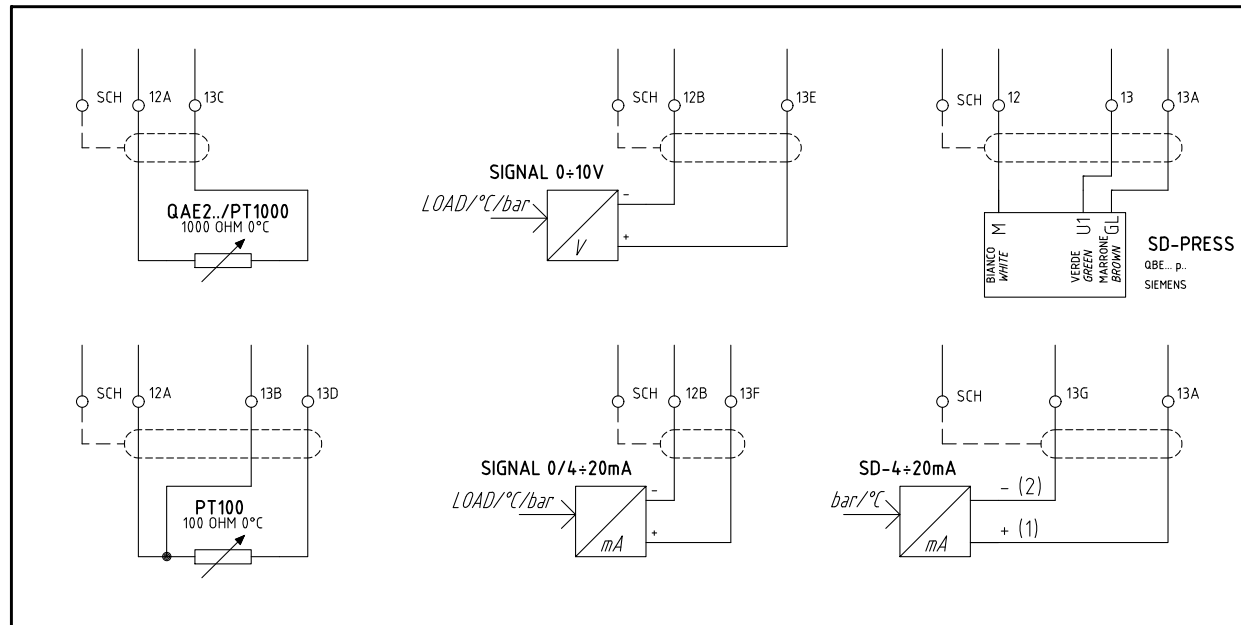 SCH 12A 13C
QAE2../PT1000
1000 OHM 0°C
SCH 12B 13E
SIGNAL 0÷10V
LOAD/°C/bar
-
+
V
SCH 12 13 13A
BIANCO
WHITE
M
VERDE
GREEN
U1
MARRONE
BROWN
GL
SD-PRESS
QBE... p..
SIEMENS
SCH 12A 13B 13D
PT100
100 OHM 0°C
SCH 12B 13F
SIGNAL 0/4÷20mA
LOAD/°C/bar
-
+
mA
SCH 13G 13A
SD-4÷20mA
bar/°C
- (2)
+ (1)
mA